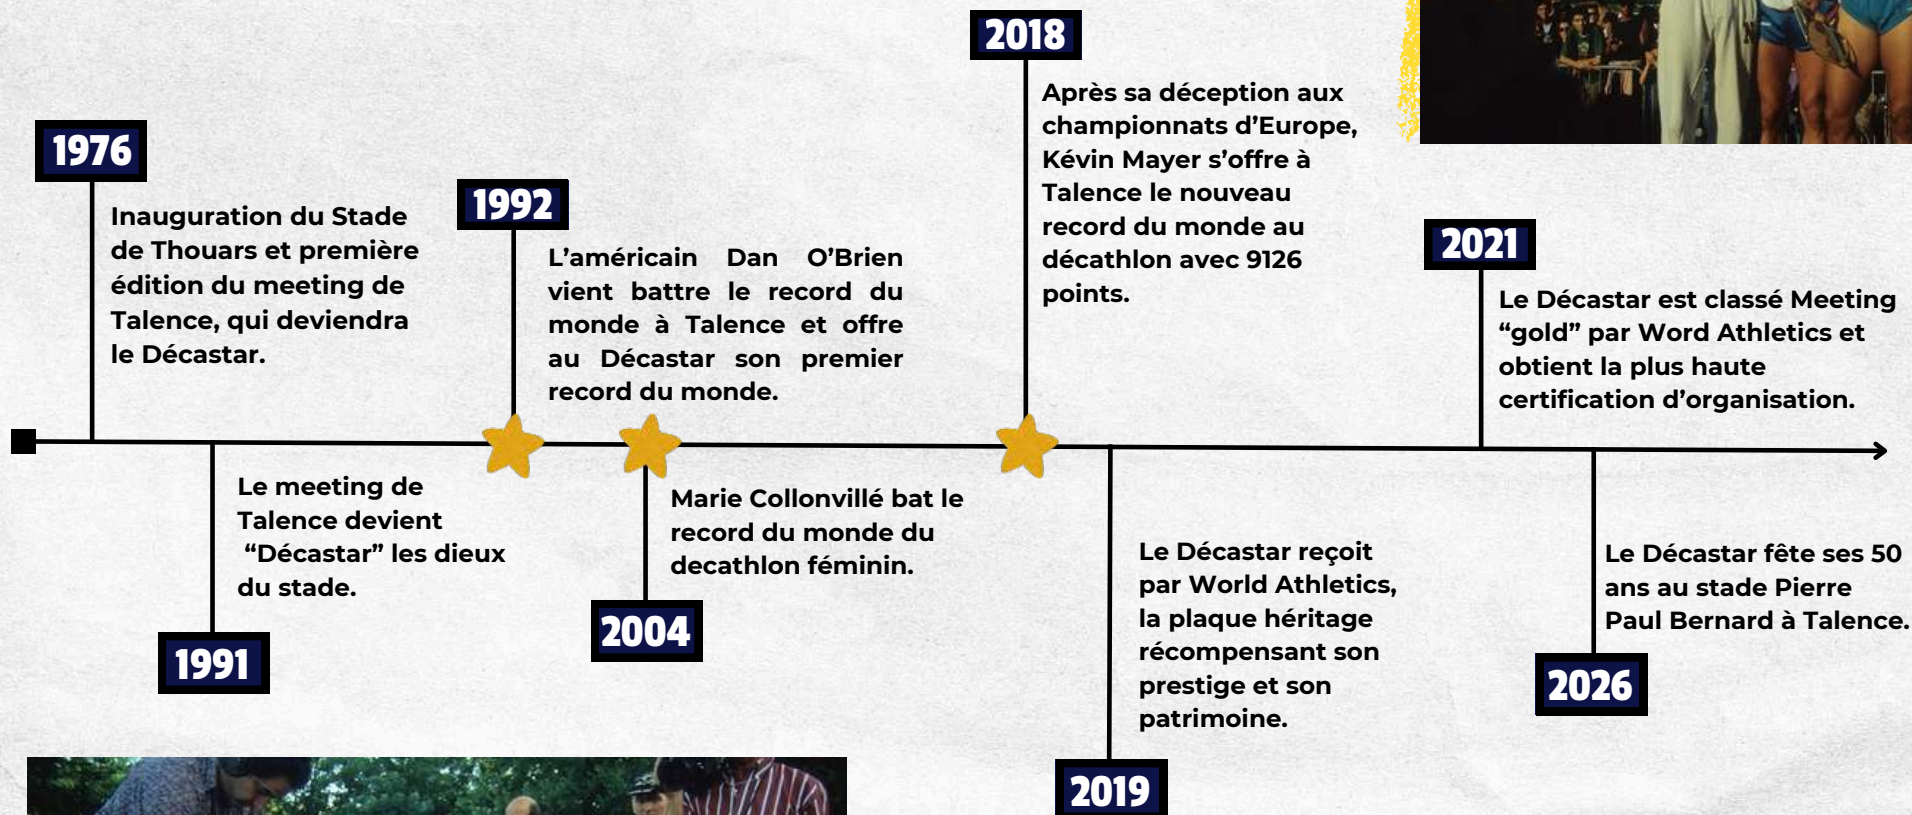 1976
Inauguration du Stade
de Thouars et première
édition du meeting de
Talence, qui deviendra
le Décastar.
Le meeting de
Talence devient
“Décastar” les dieux
du stade.
1991
1992
L’américain Dan O’Brien
vient battre le record du
monde à Talence et offre
au Décastar son premier
record du monde.
Marie Collonvillé bat le
record du monde du
decathlon féminin.
2004
2018
Après sa déception aux
championnats d’Europe,
Kévin Mayer s’offre à
Talence le nouveau
record du monde au
décathlon avec 9126
points.
Le Décastar reçoit
par World Athletics,
la plaque héritage
récompensant son
prestige et son
patrimoine.
2019
2021
Le Décastar est classé Meeting
“gold” par Word Athletics et
obtient la plus haute
certification d’organisation.
Le Décastar fête ses 50
ans au stade Pierre
Paul Bernard à Talence.
2026